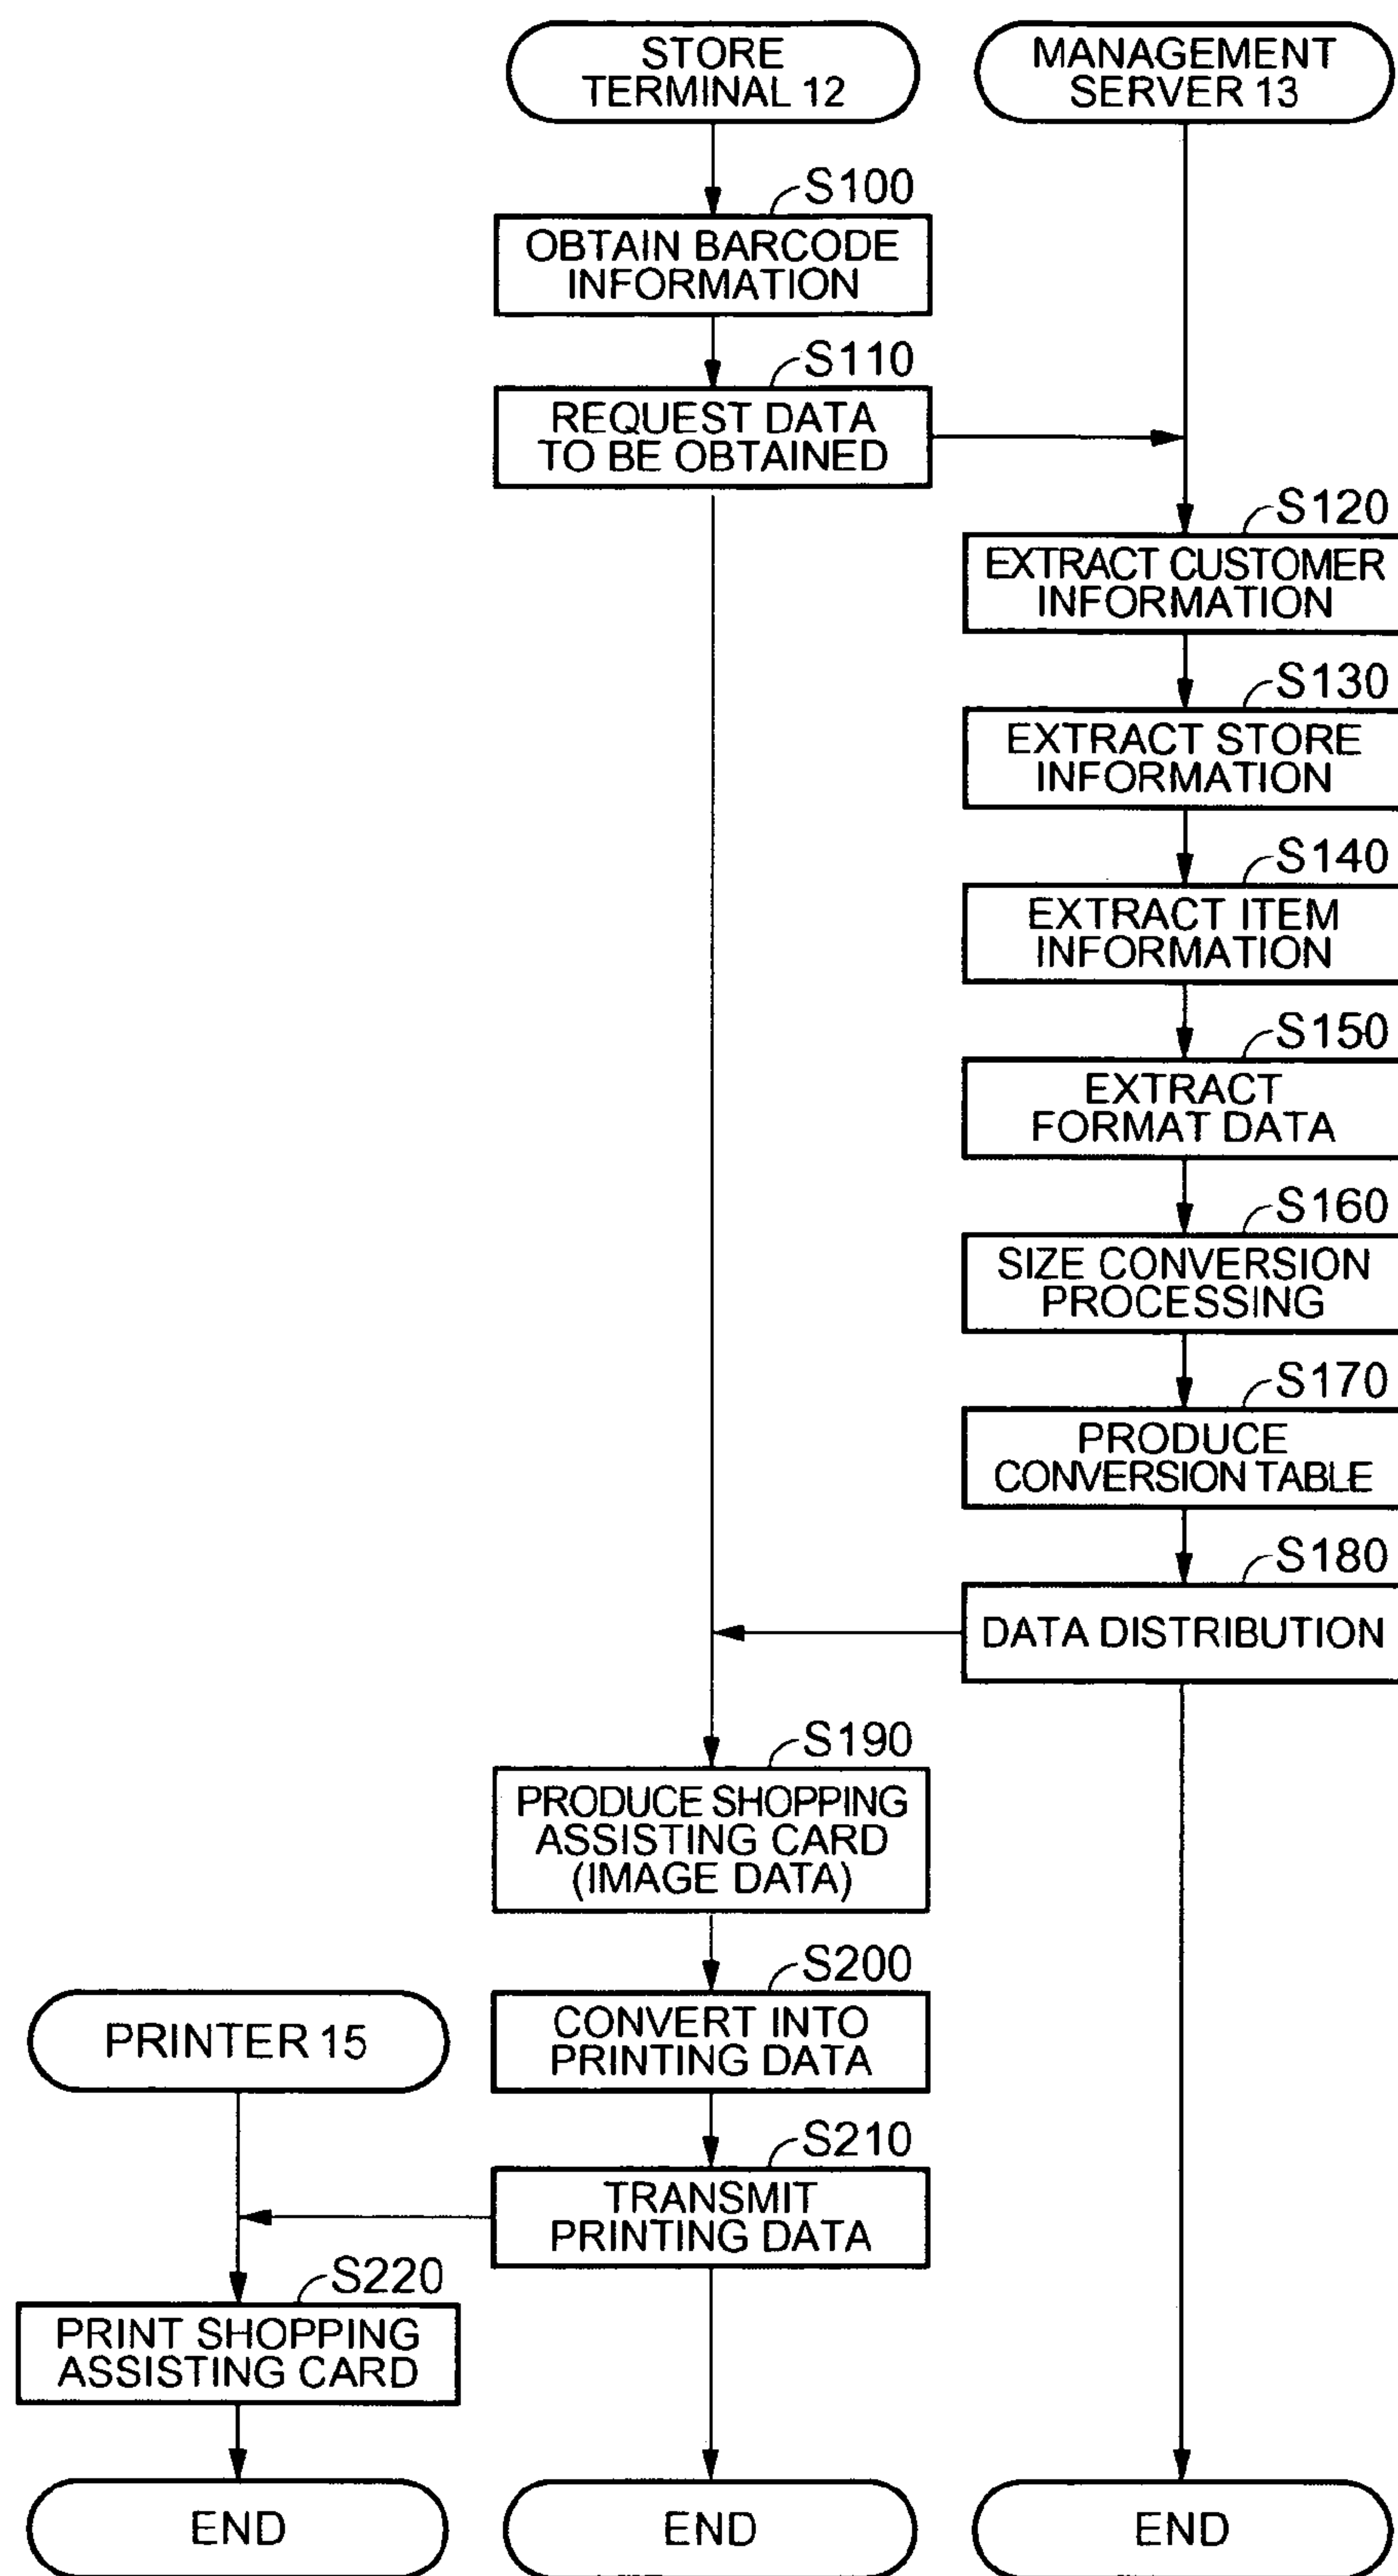 STORE
TERMINAL 12
MANAGEMENT
SERVER 13
S100
OBTAIN BARCODE
INFORMATION
S110
REQUEST DATA
TO BE OBTAINED
S120
EXTRACT CUSTOMER
INFORMATION
S130
EXTRACT STORE
INFORMATION
S140
EXTRACT ITEM
INFORMATION
S150
EXTRACT
FORMAT DATA
S160
SIZE CONVERSION
PROCESSING
S170
PRODUCE
CONVERSION TABLE
S180
DATA DISTRIBUTION
S190
PRODUCE SHOPPING
ASSISTING CARD
(IMAGE DATA)
S200
CONVERT INTO
PRINTING DATA
PRINTER 15
S210
TRANSMIT
PRINTING DATA
S220
PRINT SHOPPING
ASSISTING CARD
END
END
END